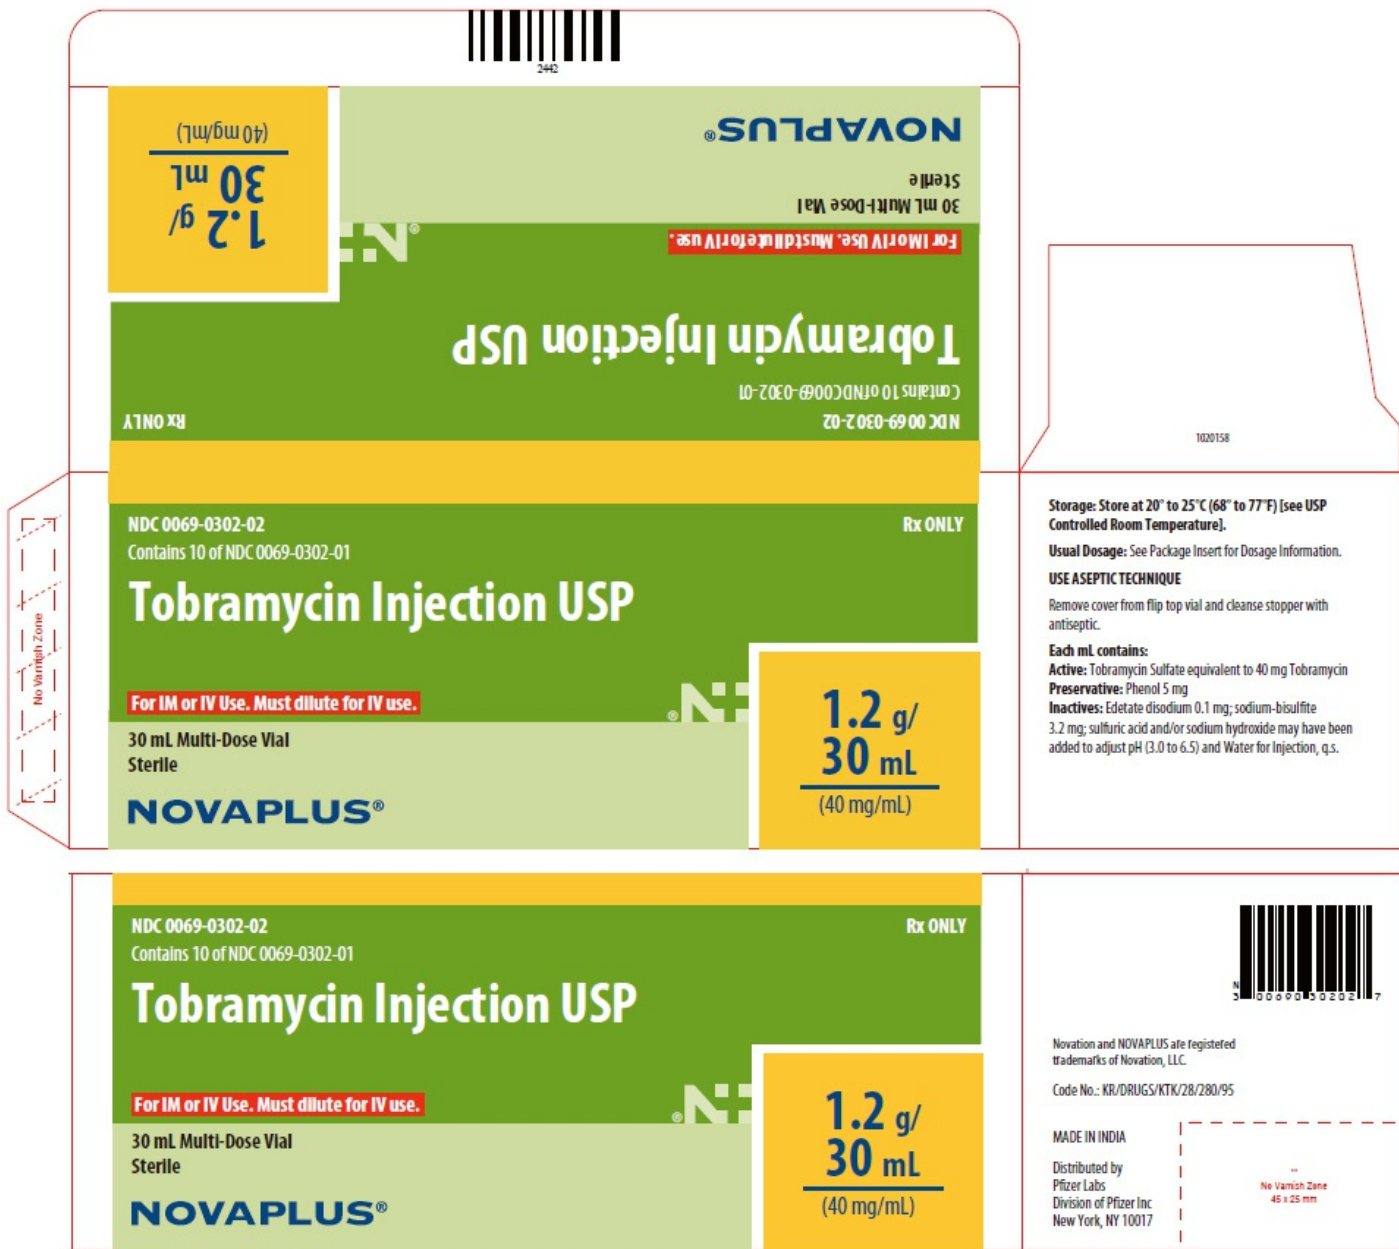 2442
NDC 0069-0302-02
Contains 10 of NDC 0069-0302-01
Rx ONLY
Tobramycin Injection USP
For IM or IV Use. Must dilute for IV use.
30 mL Multi-Dose Vial
Sterile
NOVAPLUS®
N®
1.2 g/
30 mL
(40 mg/mL)
1020158
No Varnish Zone
NDC 0069-0302-02
Rx ONLY
Contains 10 of NDC 0069-0302-01
Tobramycin Injection USP
For IM or IV Use. Must dilute for IV use.
®N
30 mL Multi-Dose Vial
Sterile
NOVAPLUS®
1.2 g/
30 mL
(40 mg/mL)
Storage: Store at 20° to 25°C (68° to 77°F) [see USP
Controlled Room Temperature].
Usual Dosage: See Package Insert for Dosage Information.
USE ASEPTIC TECHNIQUE
Remove cover from flip top vial and cleanse stopper with
antiseptic.
Each mL contains:
Active: Tobramycin Sulfate equivalent to 40 mg Tobramycin
Preservative: Phenol 5 mg
Inactives: Edetate disodium 0.1 mg; sodium-bisulfite
3.2 mg; sulfuric acid and/or sodium hydroxide may have been
added to adjust pH (3.0 to 6.5) and Water for Injection, q.s.
NDC 0069-0302-02
Rx ONLY
Contains 10 of NDC 0069-0302-01
Tobramycin Injection USP
For IM or IV Use. Must dilute for IV use.
®N
30 mL Multi-Dose Vial
Sterile
NOVAPLUS®
1.2 g/
30 mL
(40 mg/mL)
N
3 00690 30202 7
Novation and NOVAPLUS are registered
trademarks of Novation, LLC.
Code No.: KR/DRUGS/KTK/28/280/95
MADE IN INDIA
Distributed by
Pfizer Labs
Division of Pfizer Inc
New York, NY 10017
No Varnish Zone
45 x 25 mm